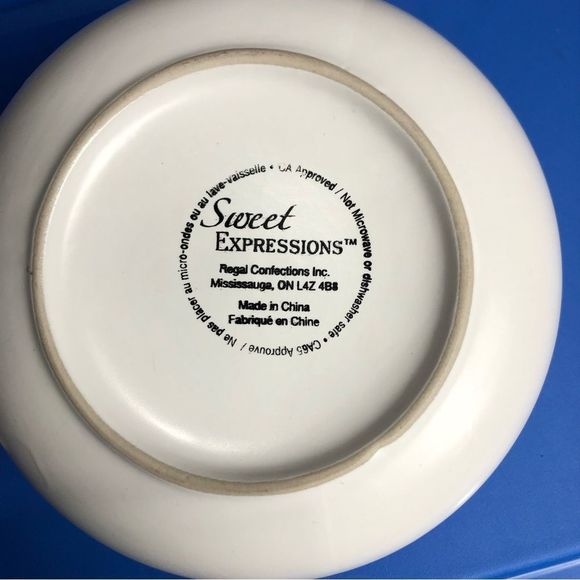 Sweet
EXPRESSIONS™
Regal Confections Inc.
Mississauga, ON L4Z 4B8
Made in China
Fabriqué en Chine
Approved / Not Microwave or dishwasher safe • CA65 Approuvé / Ne pas placer au micro-ondes ou au lave-vaisselle •